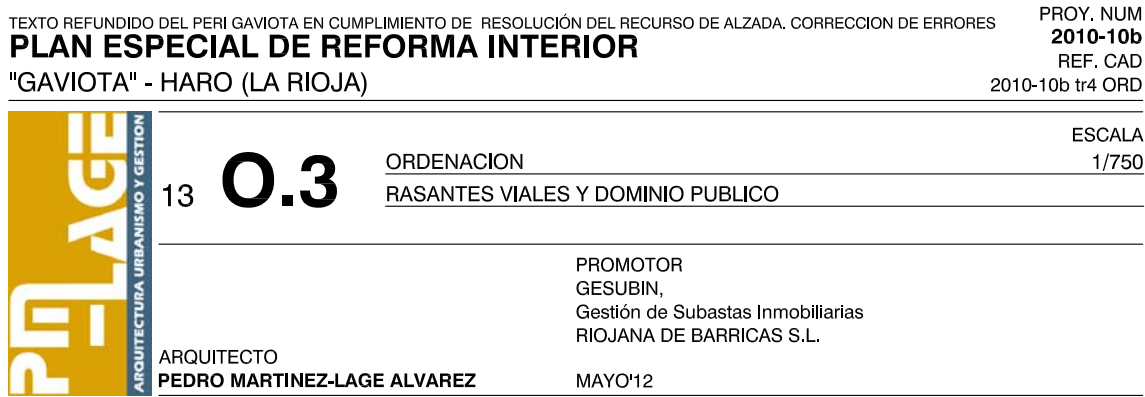 TEXTO REFUNDIDO DEL PERI GAVIOTA EN CUMPLIMIENTO DE RESOLUCIÓN DEL RECURSO DE ALZADA. CORRECCION DE ERRORES
PLAN ESPECIAL DE REFORMA INTERIOR
"GAVIOTA" - HARO (LA RIOJA)
PROY. NUM
2010-10b
REF. CAD
2010-10b tr4 ORD
PM LAGE
ARQUITECTURA URBANISMO Y GESTION
13 O.3
ORDENACION
RASANTES VIALES Y DOMINIO PUBLICO
ESCALA
1/750
PROMOTOR
GESUBIN,
Gestión de Subastas Inmobiliarias
RIOJANA DE BARRICAS S.L.
ARQUITECTO
PEDRO MARTINEZ-LAGE ALVAREZ
MAYO'12